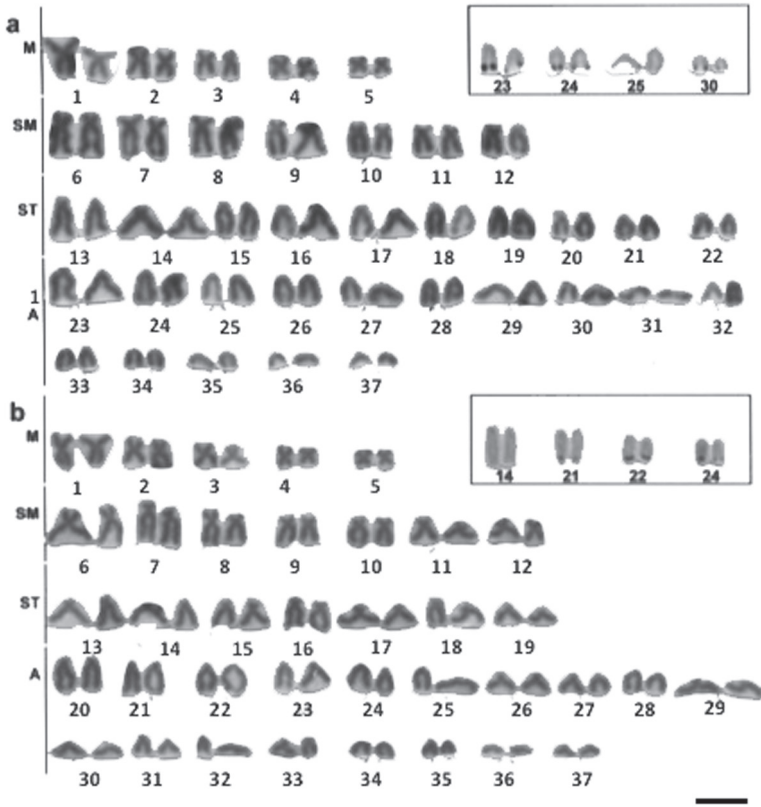 a
M
1 2 3 4 5
23 24 25 30
SM
6 7 8 9 10 11 12
ST
13 14 15 16 17 18 19 20 21 22
1
A
23 24 25 26 27 28 29 30 31 32
33 34 35 36 37
b
M
1 2 3 4 5
14 21 22 24
SM
6 7 8 9 10 11 12
ST
13 14 15 16 17 18 19
A
20 21 22 23 24 25 26 27 28 29
30 31 32 33 34 35 36 37